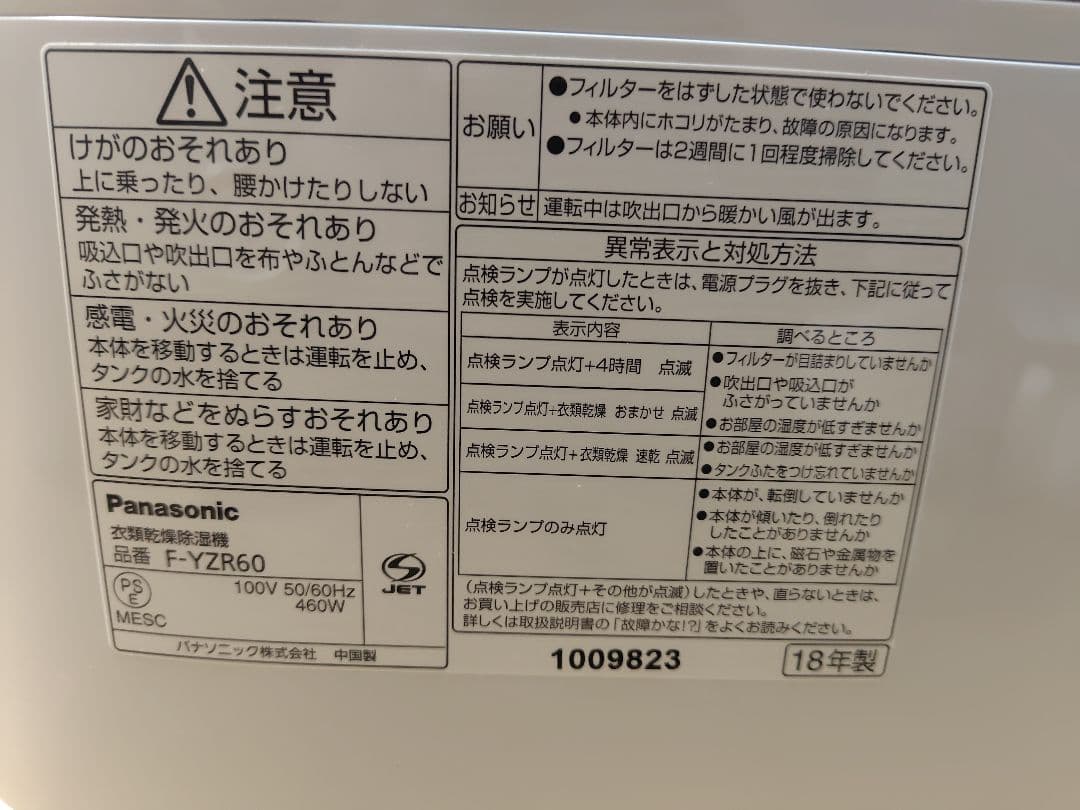 注意
けがのおそれあり
上に乗ったり、腰かけたりしない
発熱・発火のおそれあり
吸込口や吹出口を布やふとんなどで
ふさがない
感電・火災のおそれあり
本体を移動するときは運転を止め、
タンクの水を捨てる
家財などをぬらすおそれあり
本体を移動するときは運転を止め、
タンクの水を捨てる
Panasonic
衣類乾燥除湿機
品番 F-YZR60
PS
E
MESC
100V 50/60Hz
460W
JET
パナソニック株式会社 中国製
お願い
●フィルターをはずした状態で使わないでください。
●本体内にホコリがたまり、故障の原因になります。
●フィルターは2週間に1回程度掃除してください。
お知らせ 運転中は吹出口から暖かい風が出ます。
異常表示と対処方法
点検ランプが点灯したときは、電源プラグを抜き、下記に従って
点検を実施してください。
表示内容 調べるところ
点検ランプ点灯+4時間 点滅
点検ランプ点灯+衣類乾燥 おまかせ 点滅
●フィルターが目詰まりしていませんか
●吹出口や吸込口が
ふさがっていませんか
●お部屋の湿度が低すぎませんか
点検ランプ点灯+衣類乾燥 速乾 点滅
●お部屋の湿度が低すぎませんか
●タンクふたをつけ忘れていませんか
点検ランプのみ点灯
●本体が、転倒していませんか
●本体が傾いたり、倒れたり
したことがありませんか
●本体の上に、磁石や金属物を
置いたことがありませんか
(点検ランプ点灯+その他が点滅)したときや、直らないときは、
お買い上げの販売店に修理をご相談ください。
詳しくは取扱説明書の「故障かな!?」をよくお読みください。
1009823
18年製